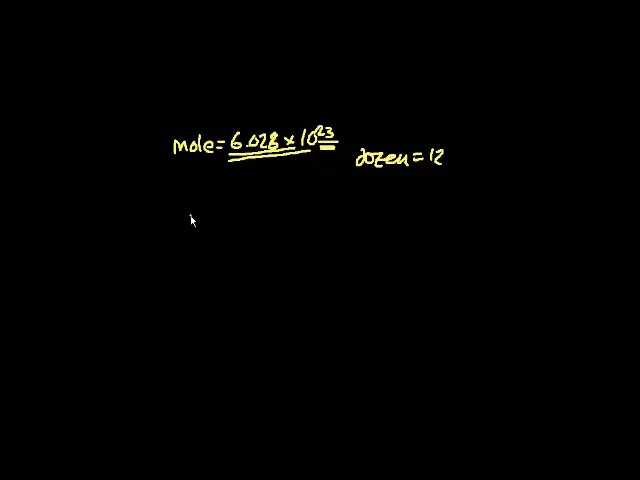 mole = 6.028 × 10²³
dozen = 12